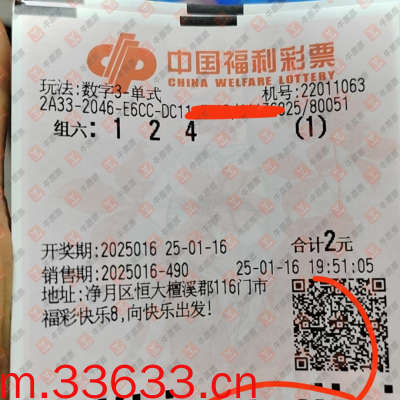 中国福利彩票
CHINA WELFARE LOTTERY
玩法:数字3-单式 机号:22011063
2A33-2046-E6CC-DC11 /80051
组六: 1 2 4 (1)
开奖期:2025016 25-01-16 合计2元
销售期:2025016-490 25-01-16 19:51:05
地址:净月区恒大檀溪郡116门市
福彩快乐8,向快乐出发!
m.33633.cn